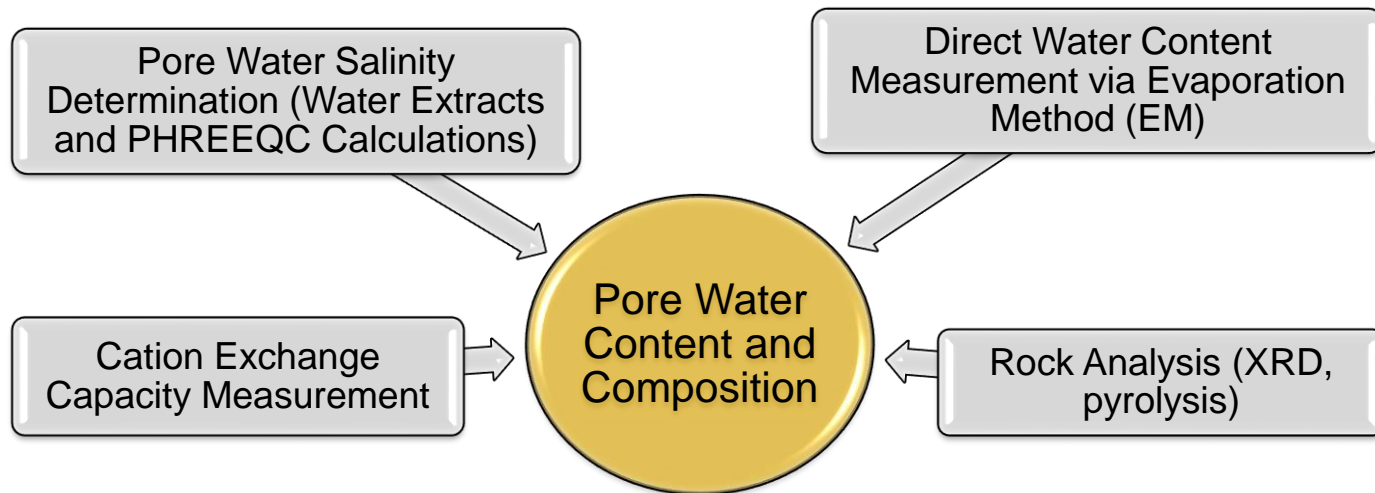 Pore Water Salinity
Determination (Water Extracts
and PHREEQC Calculations)
Direct Water Content
Measurement via Evaporation
Method (EM)
Pore Water
Content and
Composition
Cation Exchange
Capacity Measurement
Rock Analysis (XRD,
pyrolysis)